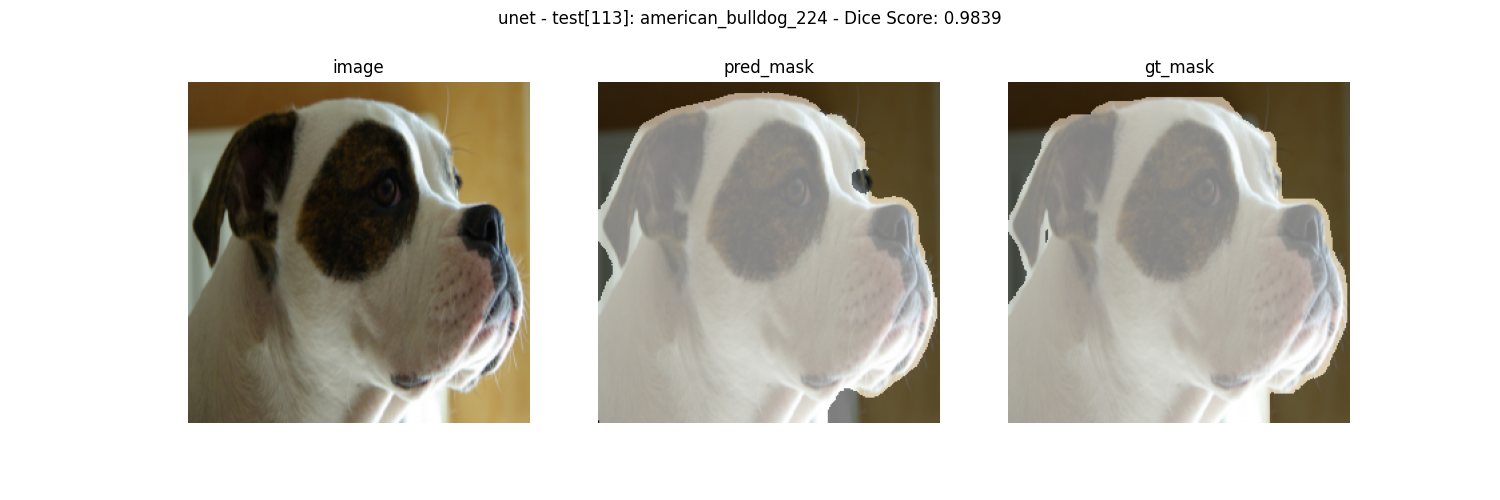 unet - test[113]: american_bulldog_224 - Dice Score: 0.9839
image
pred_mask
gt_mask